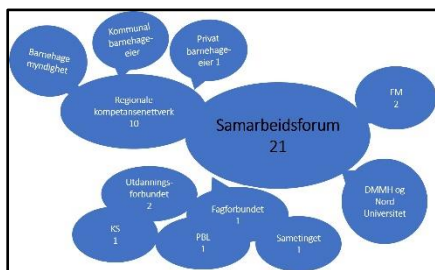 Barnehage
myndighet
Kommunal
barnehage-
eier
Privat
barnehage-
eier 1
Regionale
kompetansenettverk
10
Samarbeidsforum
21
FM
2
DMMH og
Nord
Universitet
Utdannings-
forbundet
2
Fagforbundet
1
KS
1
PBL
1
Sametinget
1